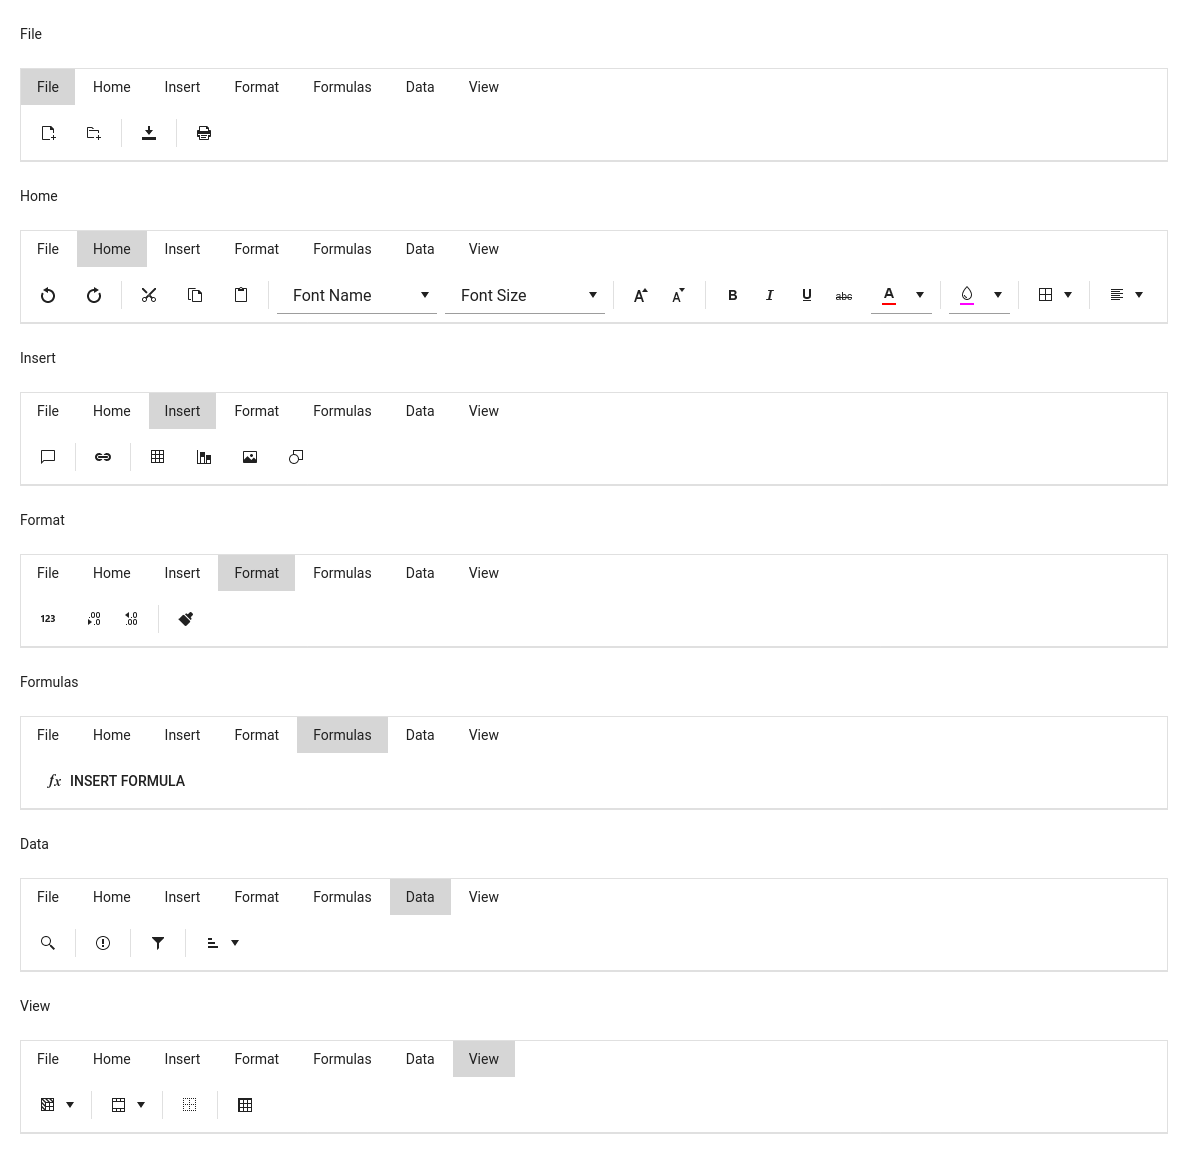 File
File Home Insert Format Formulas Data View
Home
File Home Insert Format Formulas Data View
Font Name Font Size A A B I U abc A
Insert
File Home Insert Format Formulas Data View
Format
File Home Insert Format Formulas Data View
123 .00 .0 .0 .00
Formulas
File Home Insert Format Formulas Data View
fx INSERT FORMULA
Data
File Home Insert Format Formulas Data View
View
File Home Insert Format Formulas Data View